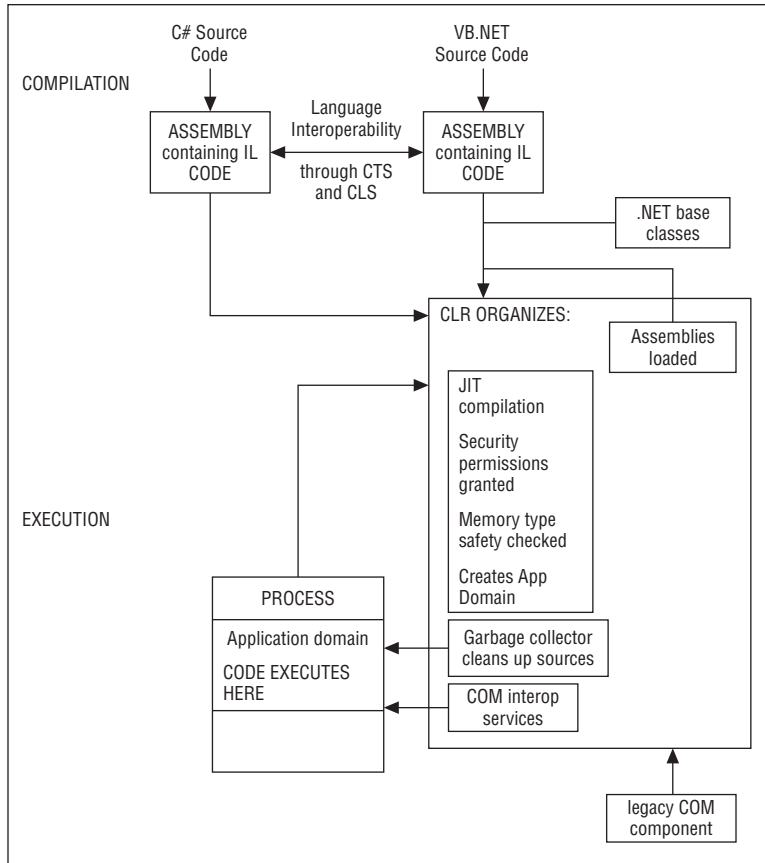 C# Source
Code
VB.NET
Source Code
COMPILATION
ASSEMBLY
containing IL
CODE
Language
Interoperability
through CTS
and CLS
ASSEMBLY
containing IL
CODE
.NET base
classes
CLR ORGANIZES:
Assemblies
loaded
JIT
compilation
Security
permissions
granted
Memory type
safety checked
Creates App
Domain
EXECUTION
PROCESS
Application domain
CODE EXECUTES
HERE
Garbage collector
cleans up sources
COM interop
services
legacy COM
component